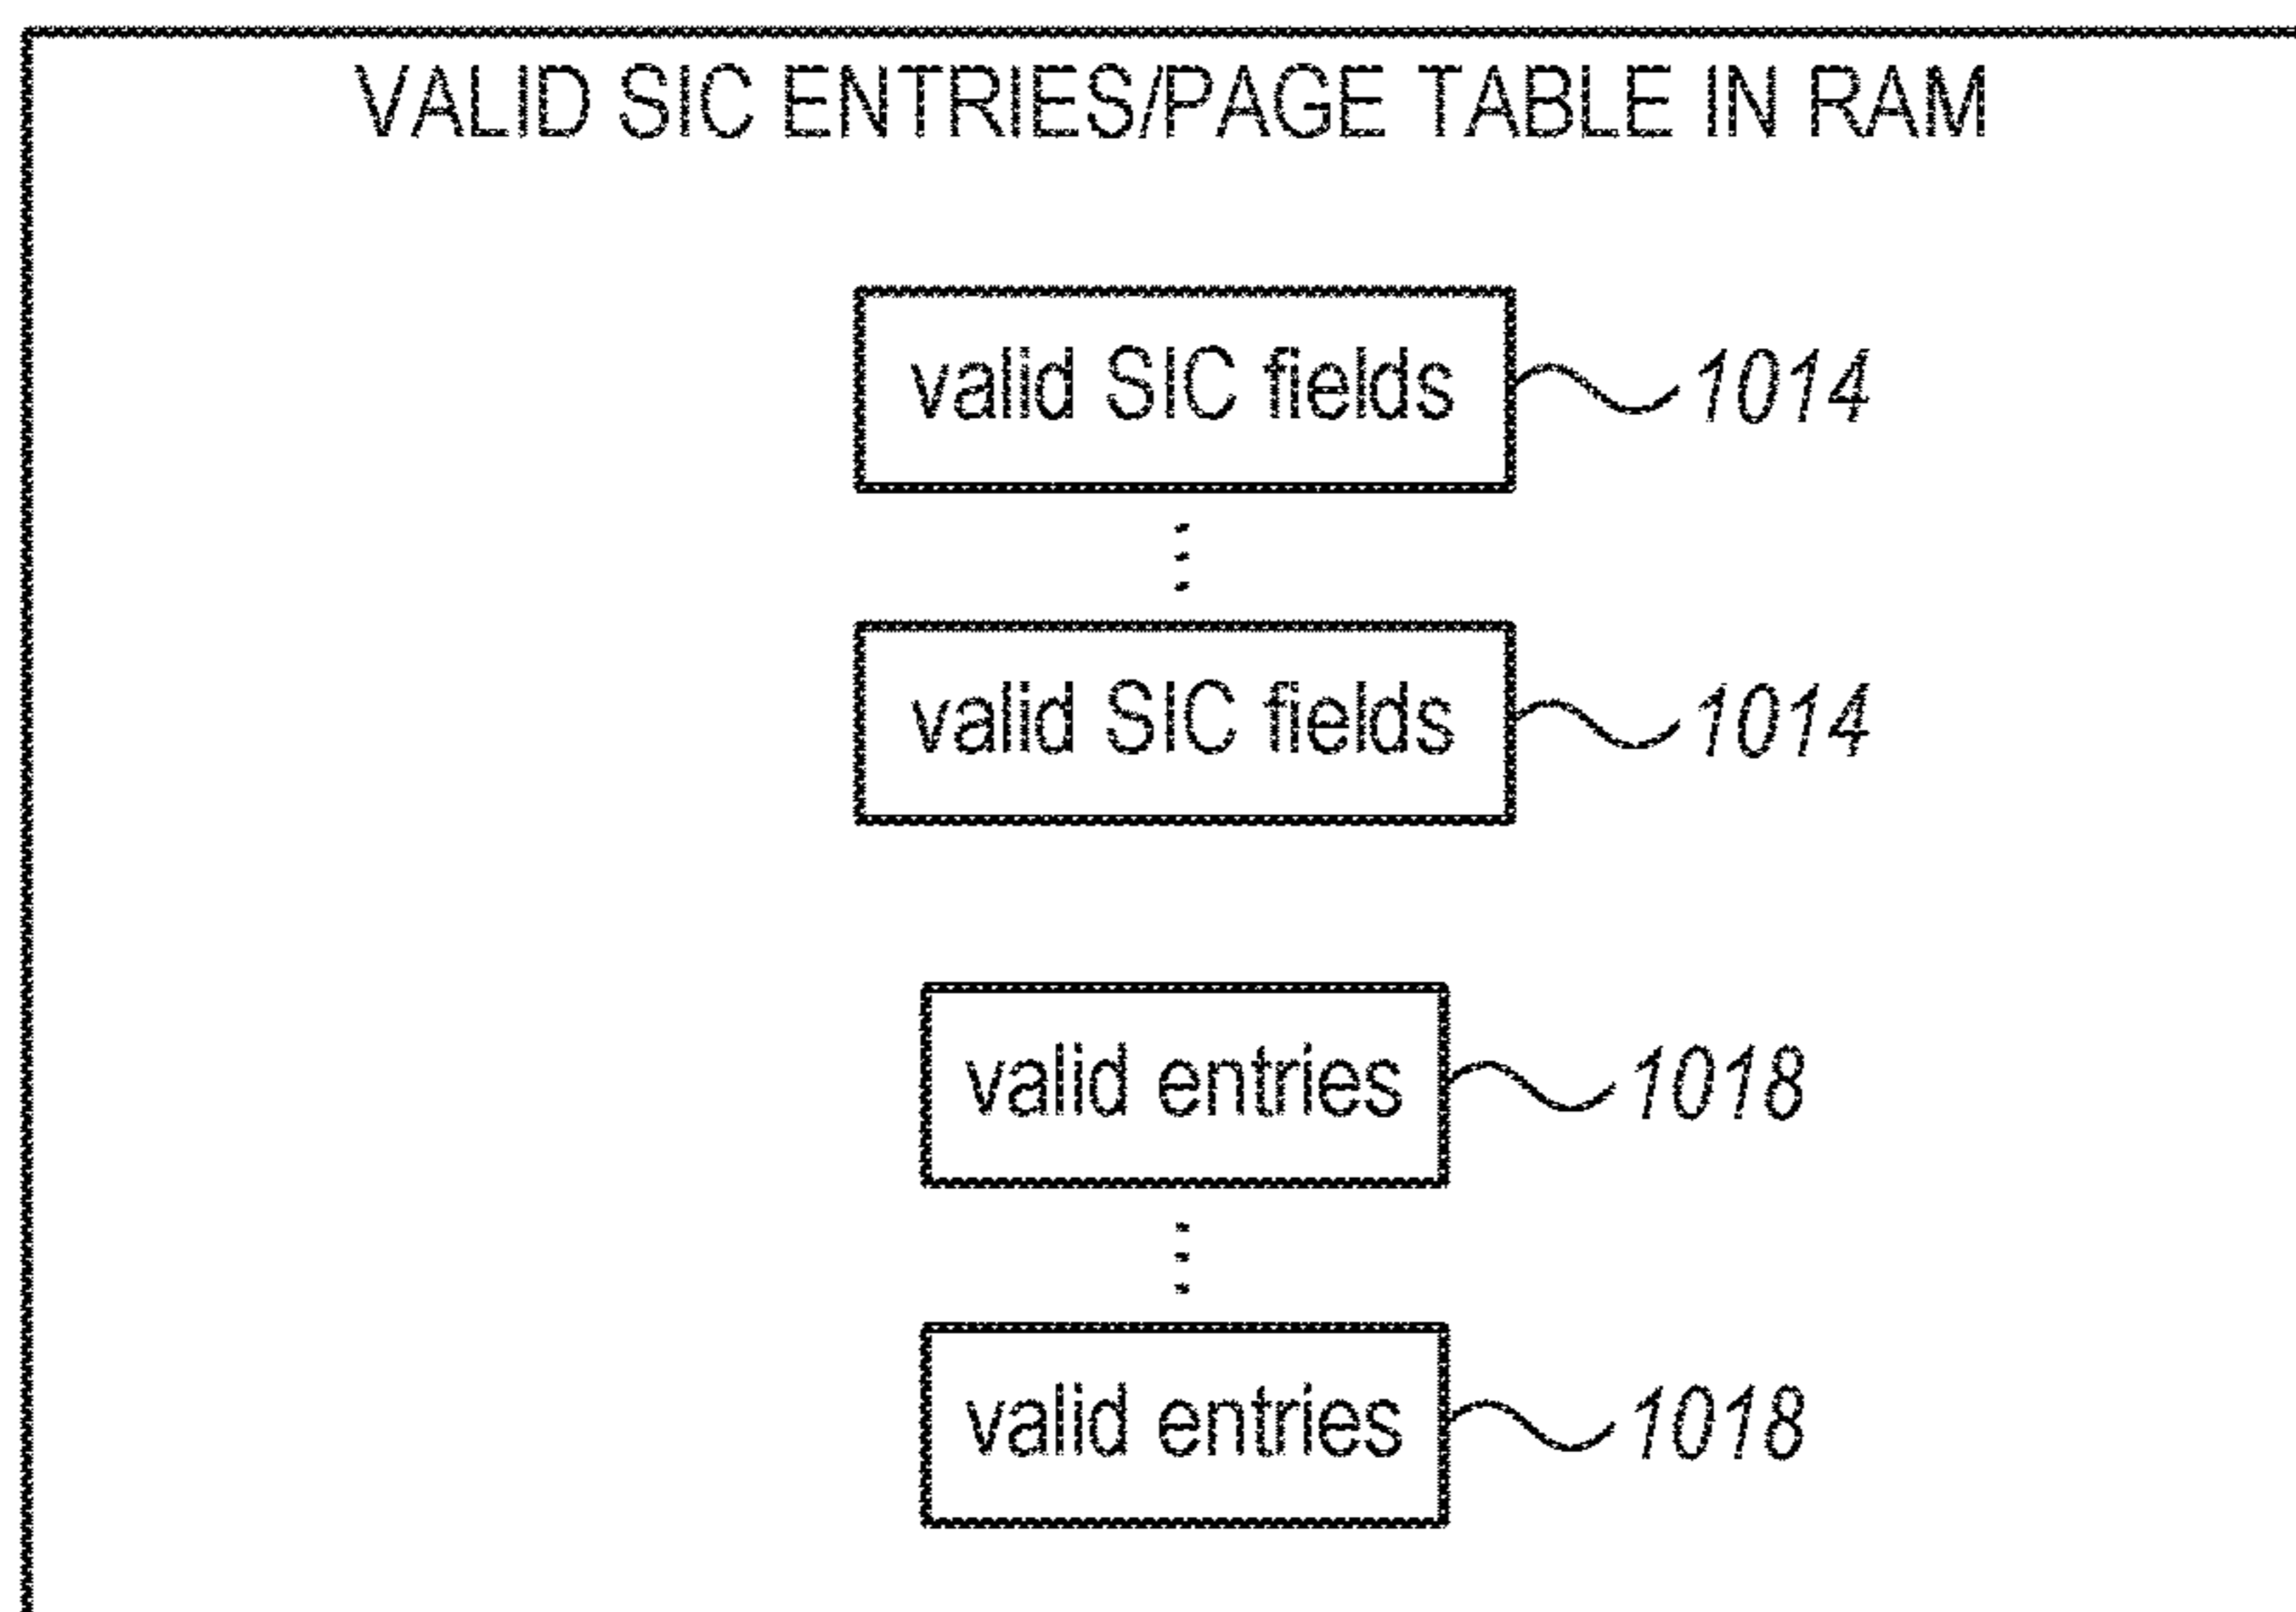 VALID SIC ENTRIES/PAGE TABLE IN RAM
valid SIC fields 1014
valid SIC fields 1014
valid entries 1018
valid entries 1018